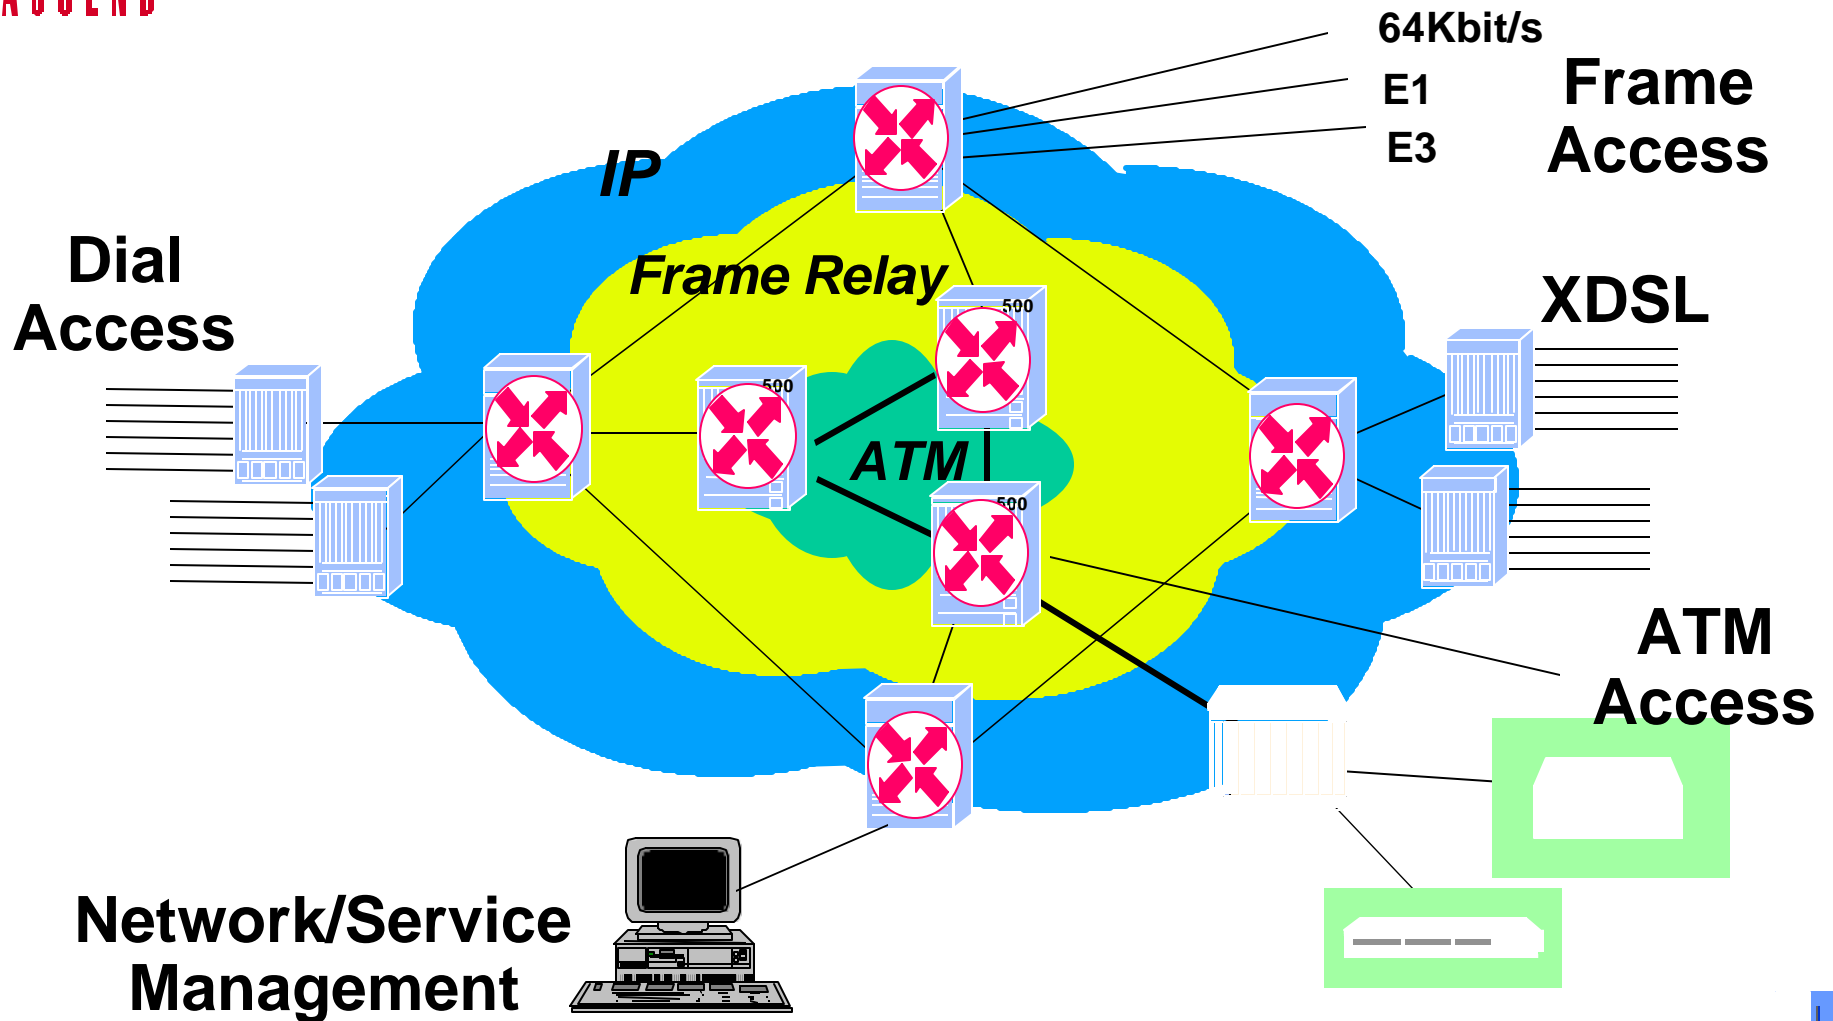 ASCEND
64Kbit/s
E1
E3
Frame
Access
IP
Dial
Access
Frame Relay
XDSL
500
500
ATM
500
ATM
Access
Network/Service
Management